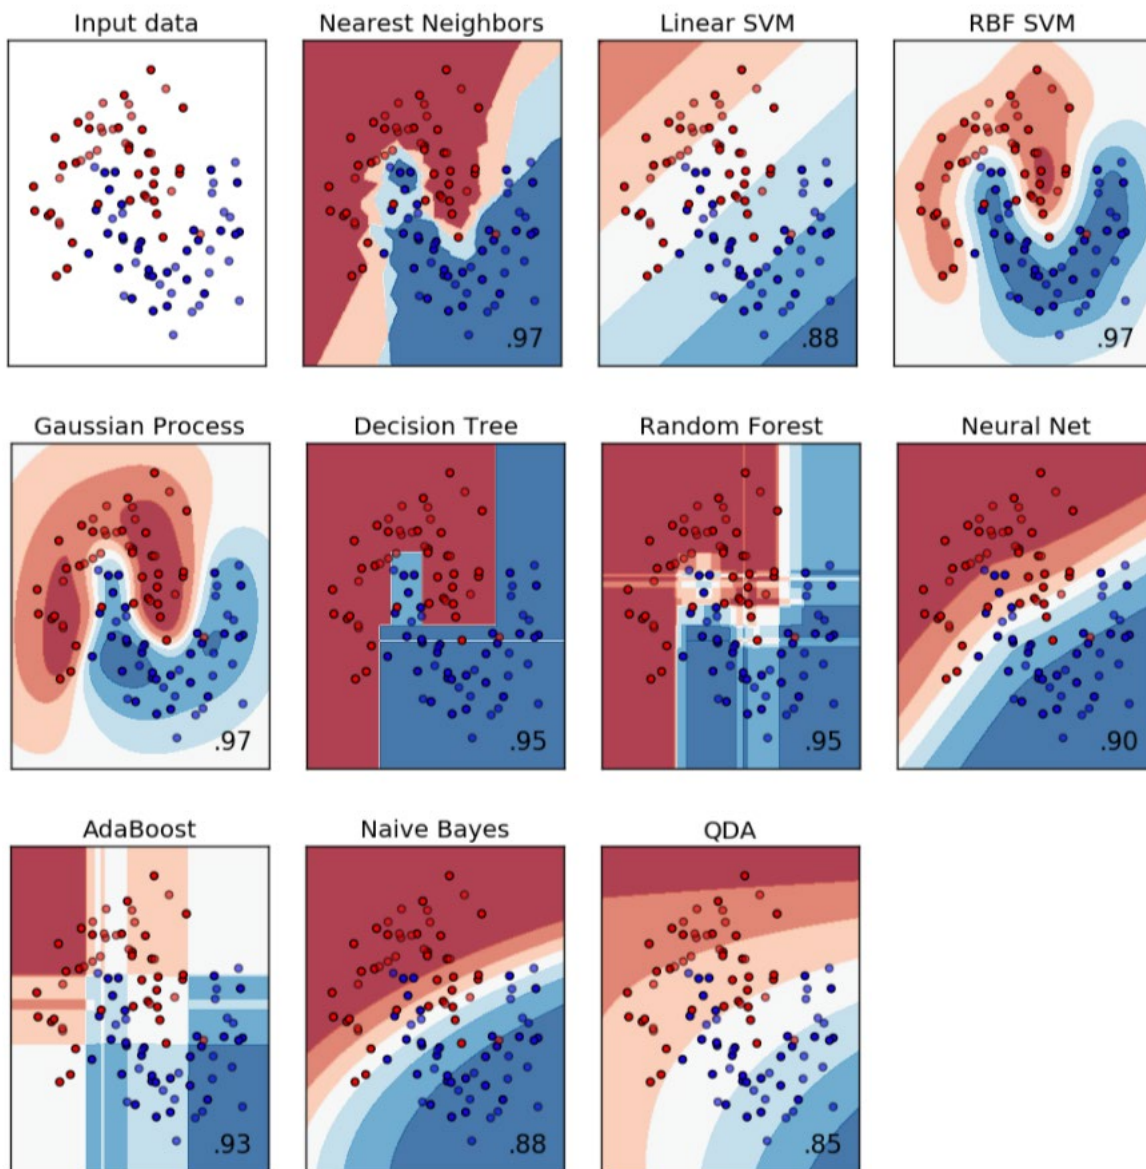 Input data
Nearest Neighbors
Linear SVM
RBF SVM
.97
.88
.97
Gaussian Process
Decision Tree
Random Forest
Neural Net
.97
.95
.95
.90
AdaBoost
Naive Bayes
QDA
.93
.88
.85